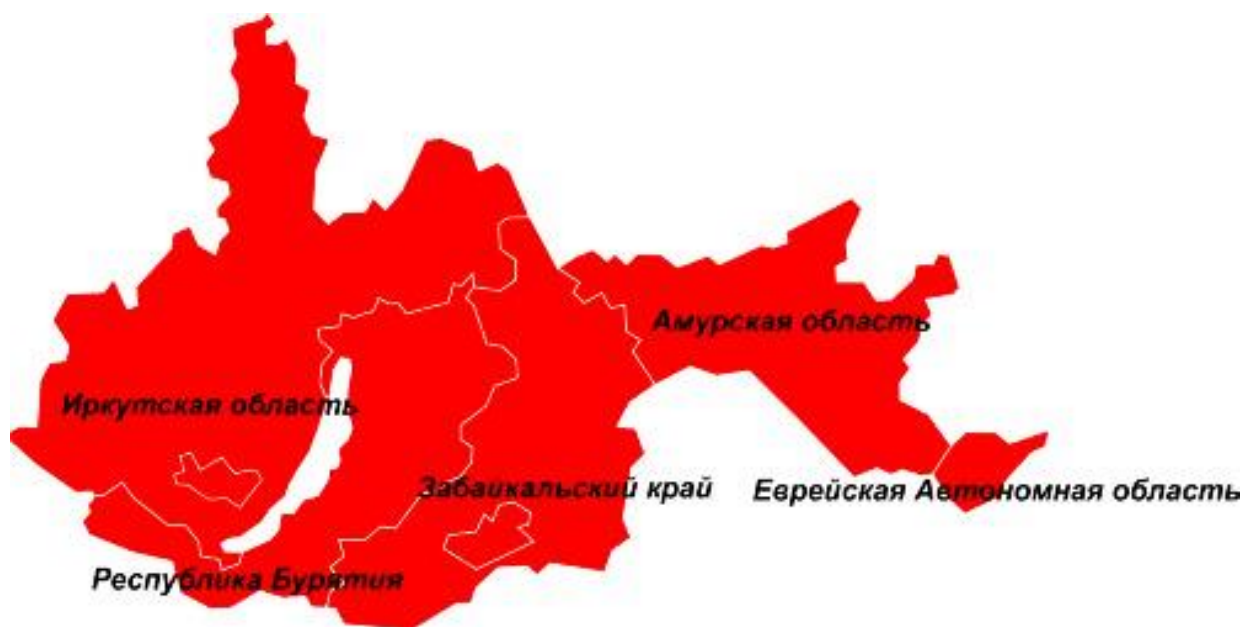 Амурская область
Иркутская область
Забайкальский край
Еврейская Автономная область
Республика Бурятия